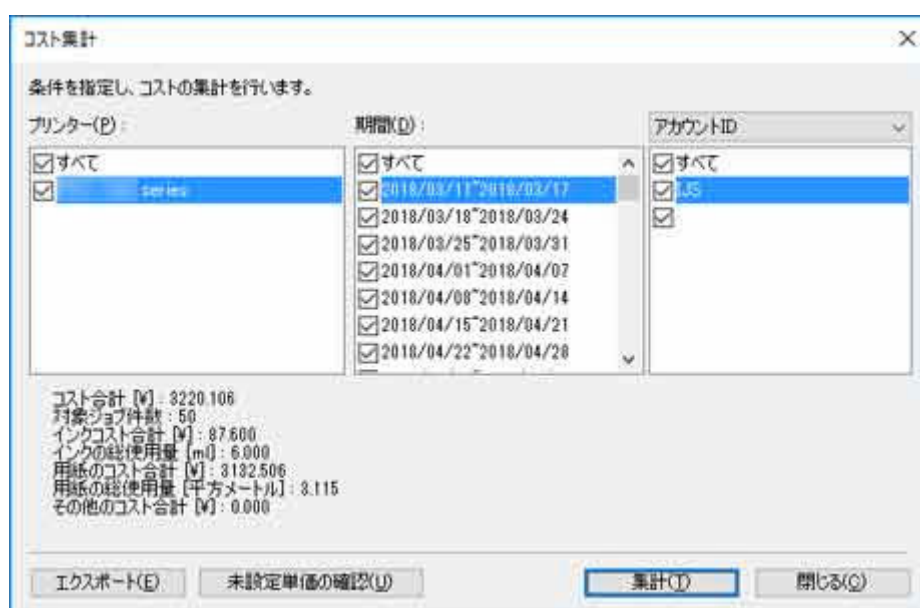 コスト集計
条件を指定し、コストの集計を行います。
プリンター(P):
期間(D):
アカウントID
すべて
series
すべて
2018/03/11~2018/03/17
2018/03/18~2018/03/24
2018/03/25~2018/03/31
2018/04/01~2018/04/07
2018/04/08~2018/04/14
2018/04/15~2018/04/21
2018/04/22~2018/04/28
すべて
IJS
コスト合計 [¥] : 3220.106
対象ジョブ件数 : 50
インクコスト合計 [¥] : 87.600
インクの総使用量 [ml] : 6.000
用紙のコスト合計 [¥] : 3132.506
用紙の総使用量 [平方メートル] : 3.115
その他のコスト合計 [¥] : 0.000
エクスポート(E)
未設定単価の確認(U)
集計(T)
閉じる(C)